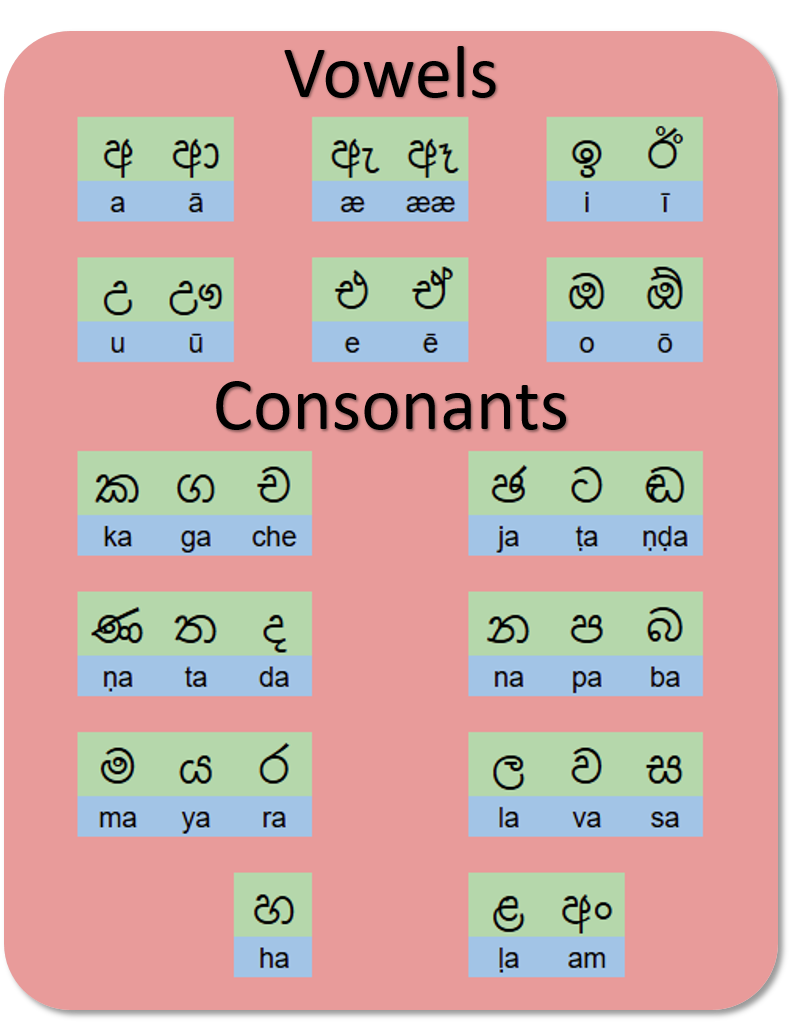 Vowels
අ ආ ඇ ඈ ඉ ඊ
a ā æ ææ i ī
උ ඌ එ ඒ ඔ ඕ
u ū e ē o ō
Consonants
ක ග ච ඡ ට ඬ
ka ga che ja ṭa ṇḍa
ණ ත ද න ප බ
ṇa ta da na pa ba
ම ය ර ල ව ස
ma ya ra la va sa
හ ළ අං
ha ḷa am